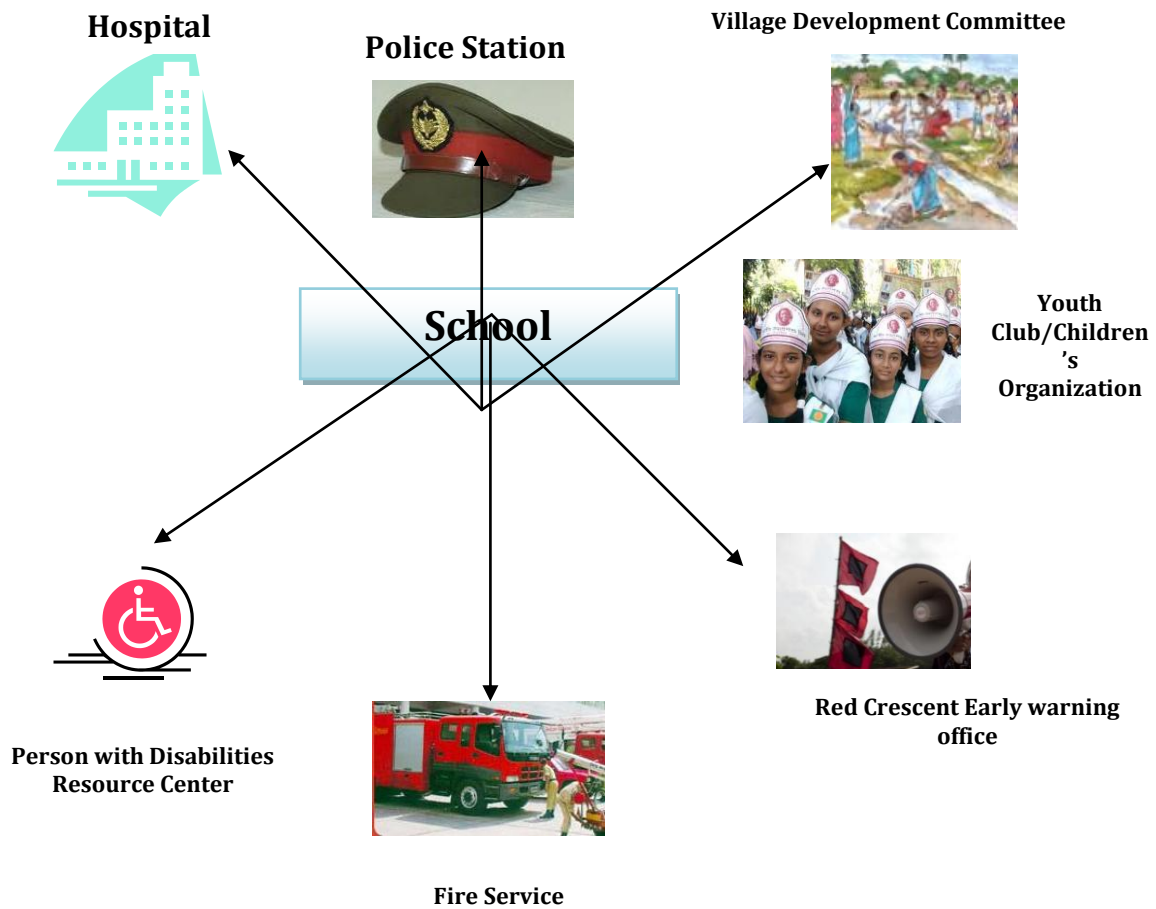 Hospital
Police Station
Village Development Committee
School
Youth
Club/Children
's
Organization
Red Crescent Early warning
office
Person with Disabilities
Resource Center
Fire Service